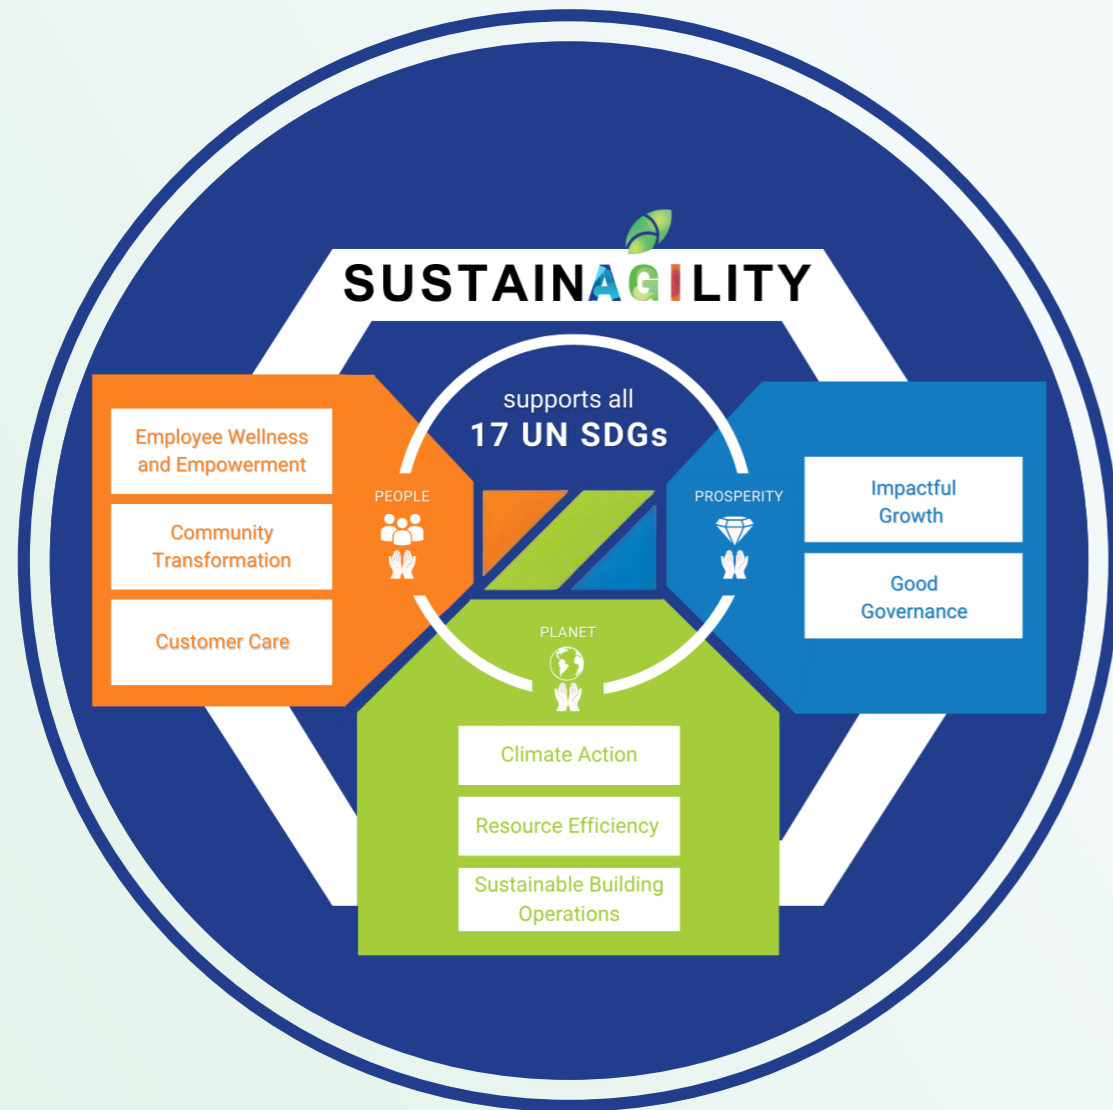 SUSTAINAGILITY
supports all
17 UN SDGs
PEOPLE
Employee Wellness
and Empowerment
Community
Transformation
Customer Care
PROSPERITY
Impactful
Growth
Good
Governance
PLANET
Climate Action
Resource Efficiency
Sustainable Building
Operations